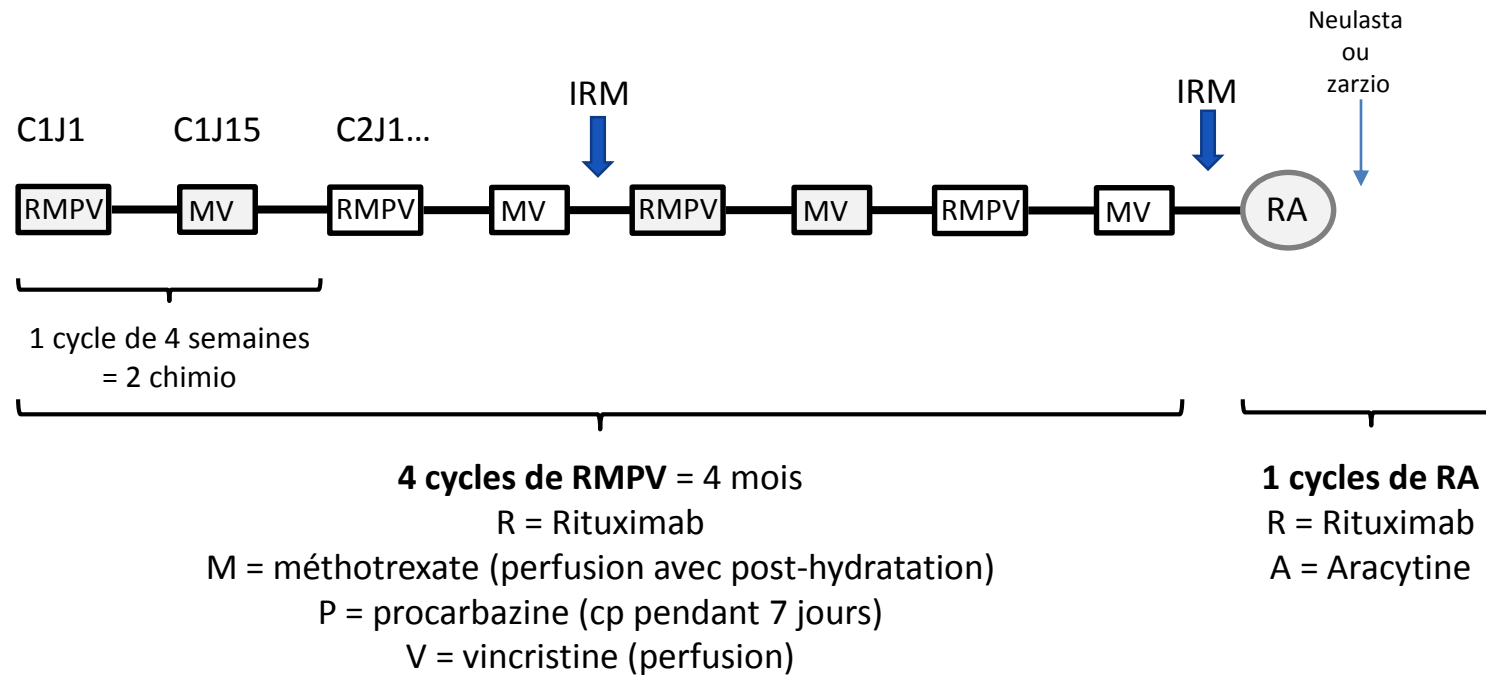 Neulasta
ou
zarzio
IRM
IRM
C1J1
C1J15
C2J1...
RMPV
MV
RMPV
MV
RMPV
MV
RMPV
MV
RA
1 cycle de 4 semaines
= 2 chimio
4 cycles de RMPV = 4 mois
R = Rituximab
M = méthotrexate (perfusion avec post-hydratation)
P = procarbazine (cp pendant 7 jours)
V = vincristine (perfusion)
1 cycles de RA
R = Rituximab
A = Aracytine